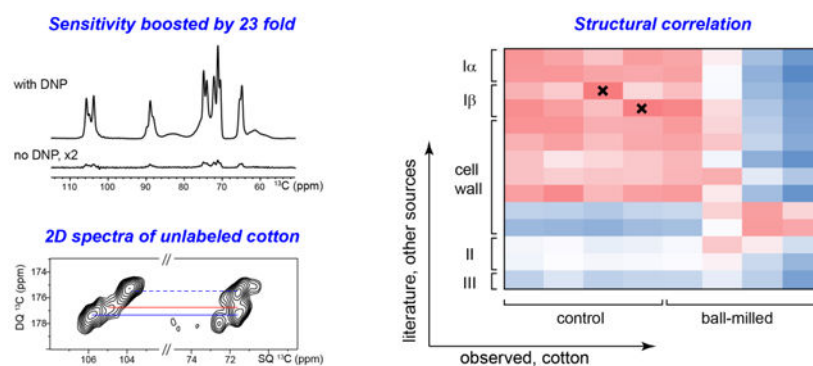 Sensitivity boosted by 23 fold
with DNP
no DNP, x2
110 90 80 70 60
¹³C (ppm)
2D spectra of unlabeled cotton
//
174
176
178
DQ ¹³C (ppm)
//
106 104 74 72
SQ ¹³C (ppm)
Structural correlation
Iα
Iβ
cell
wall
II
III
literature, other sources
control ball-milled
observed, cotton